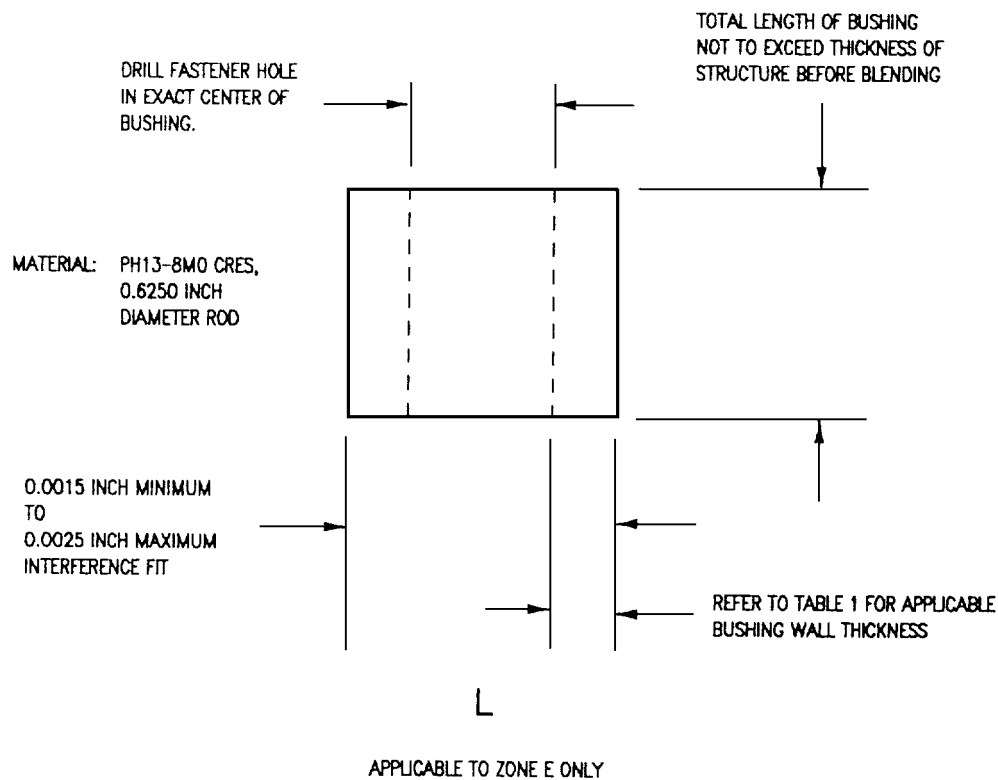 TOTAL LENGTH OF BUSHING
NOT TO EXCEED THICKNESS OF
STRUCTURE BEFORE BLENDING
DRILL FASTENER HOLE
IN EXACT CENTER OF
BUSHING.
MATERIAL: PH13-8MO CRES,
0.6250 INCH
DIAMETER ROD
0.0015 INCH MINIMUM
TO
0.0025 INCH MAXIMUM
INTERFERENCE FIT
REFER TO TABLE 1 FOR APPLICABLE
BUSHING WALL THICKNESS
L
APPLICABLE TO ZONE E ONLY